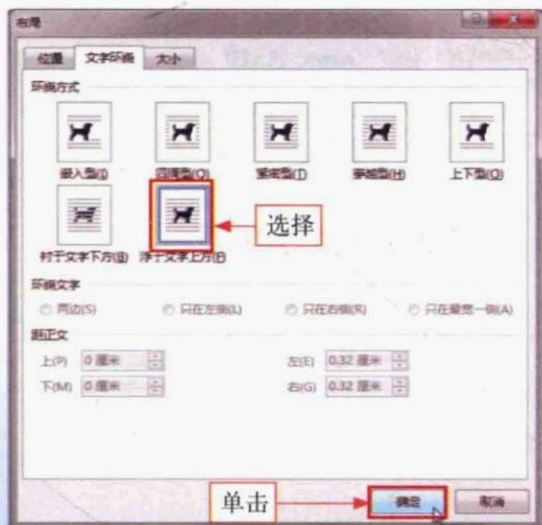 布局
位置 文字环绕 大小
环绕方式
嵌入型(I) 四周型(Q) 紧密型(T) 穿越型(H) 上下型(O)
衬于文字下方(B) 浮于文字上方(F)
选择
环绕文字
两边(S) 只在左侧(L) 只在右侧(R) 只在最宽一侧(A)
距正文
上(P) 0 厘米 左(E) 0.32 厘米
下(M) 0 厘米 右(G) 0.32 厘米
单击 确定 取消